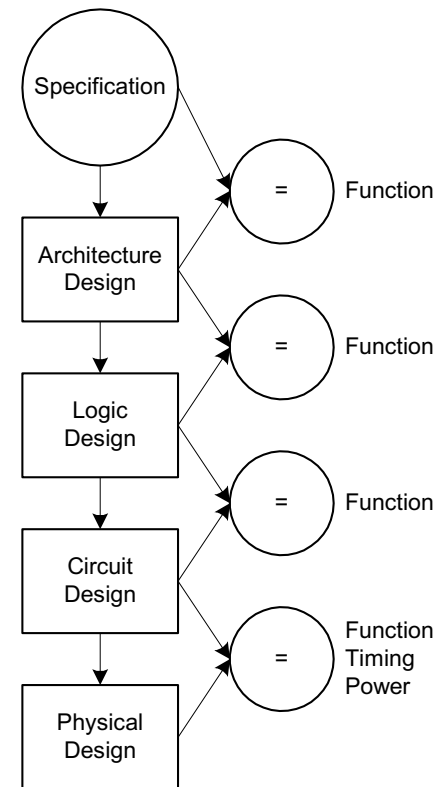 Specification
=
Function
Architecture
Design
=
Function
Logic
Design
=
Function
Circuit
Design
=
Function
Timing
Power
Physical
Design